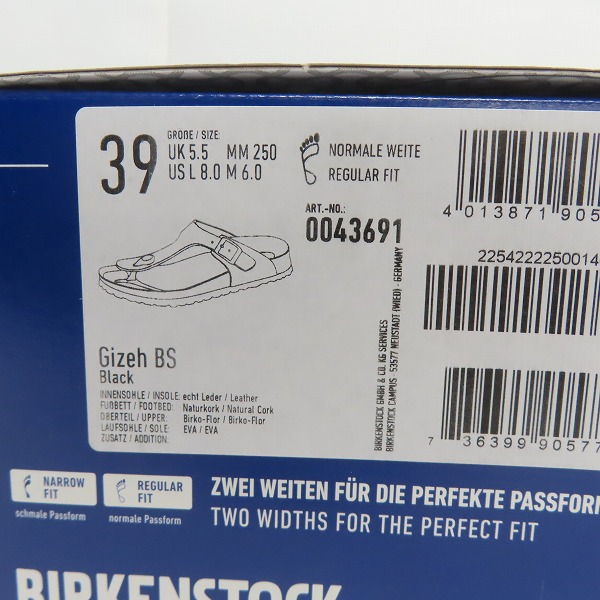 39
GRÖßE / SIZE:
UK 5.5 MM 250
US L 8.0 M 6.0
NORMALE WEITE
REGULAR FIT
ART.-NO.:
0043691
4 013871 905
2254222250014
7 36399 90577
Gizeh BS
Black
INNENSOHLE / INSOLE: echt Leder / Leather
FUßBETT / FOOTBED: Naturkork / Natural Cork
OBERTEIL / UPPER: Birko-Flor / Birko-Flor
LAUFSOHLE / SOLE: EVA / EVA
ZUSATZ / ADDITION:
BIRKENSTOCK GMBH & CO. KG SERVICES
BIRKENSTOCK CAMPUS · 53577 NEUSTADT (WIED) · GERMANY
NARROW FIT
schmale Passform
REGULAR FIT
normale Passform
ZWEI WEITEN FÜR DIE PERFEKTE PASSFORM
TWO WIDTHS FOR THE PERFECT FIT
BIRKENSTOCK